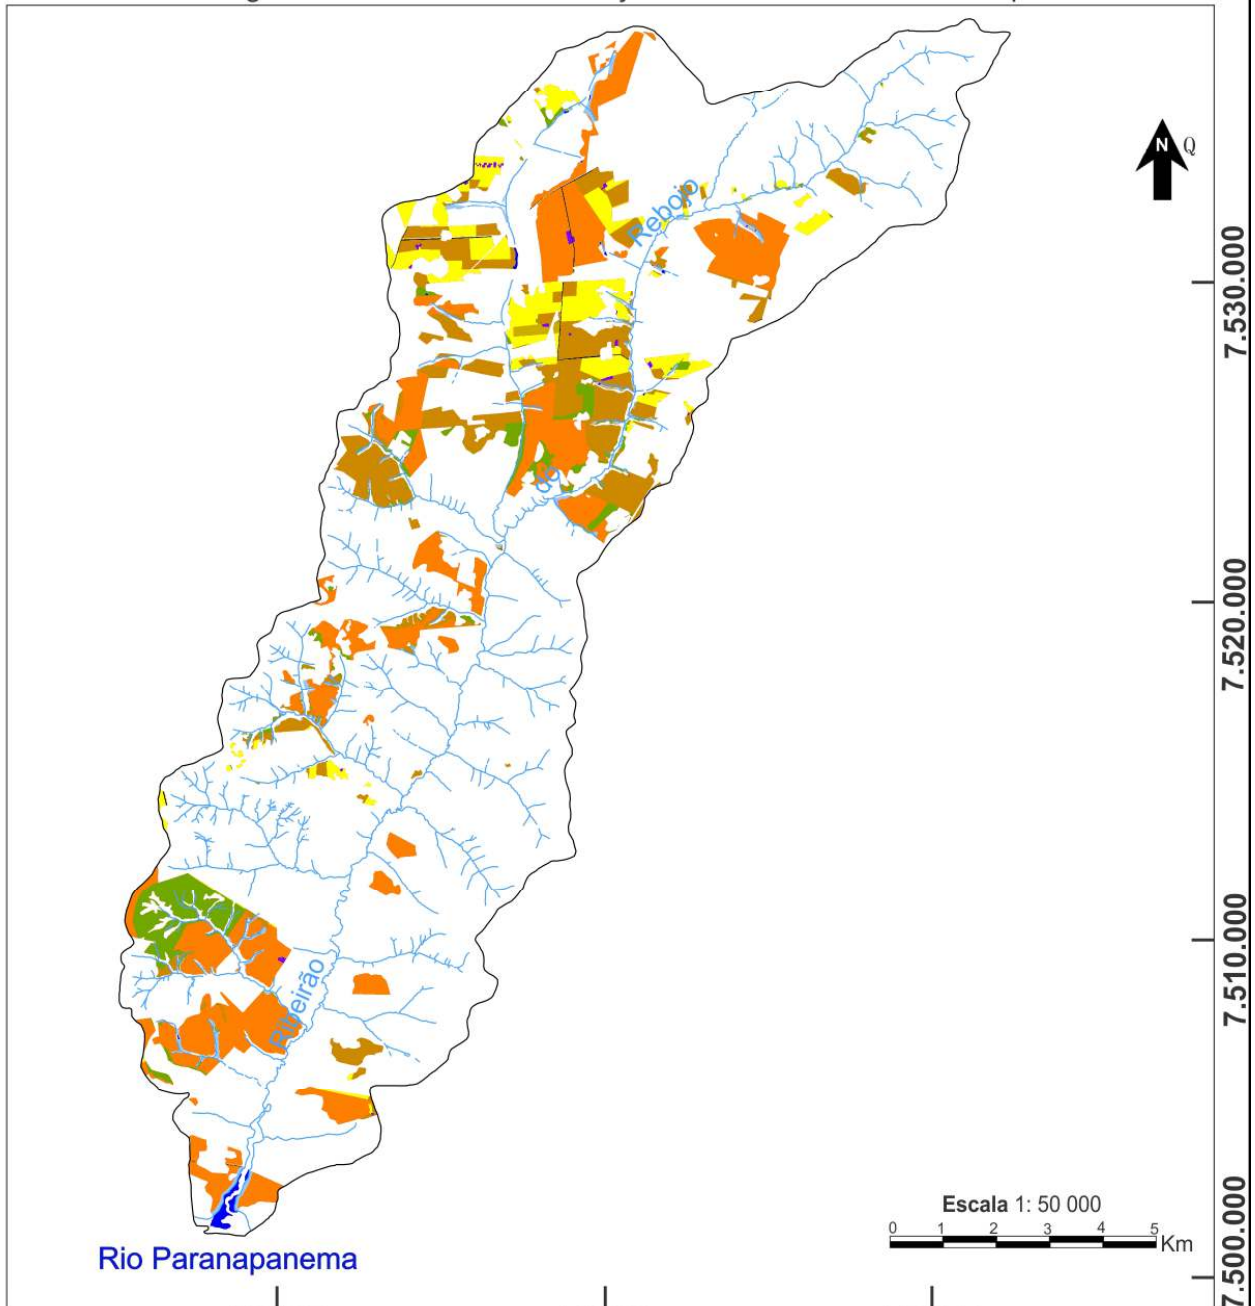 N Q
Rebojo
7.530.000
do
7.520.000
7.510.000
Ribeirão
Escala 1: 50 000
0 1 2 3 4 5
Km
7.500.000
Rio Paranapanema